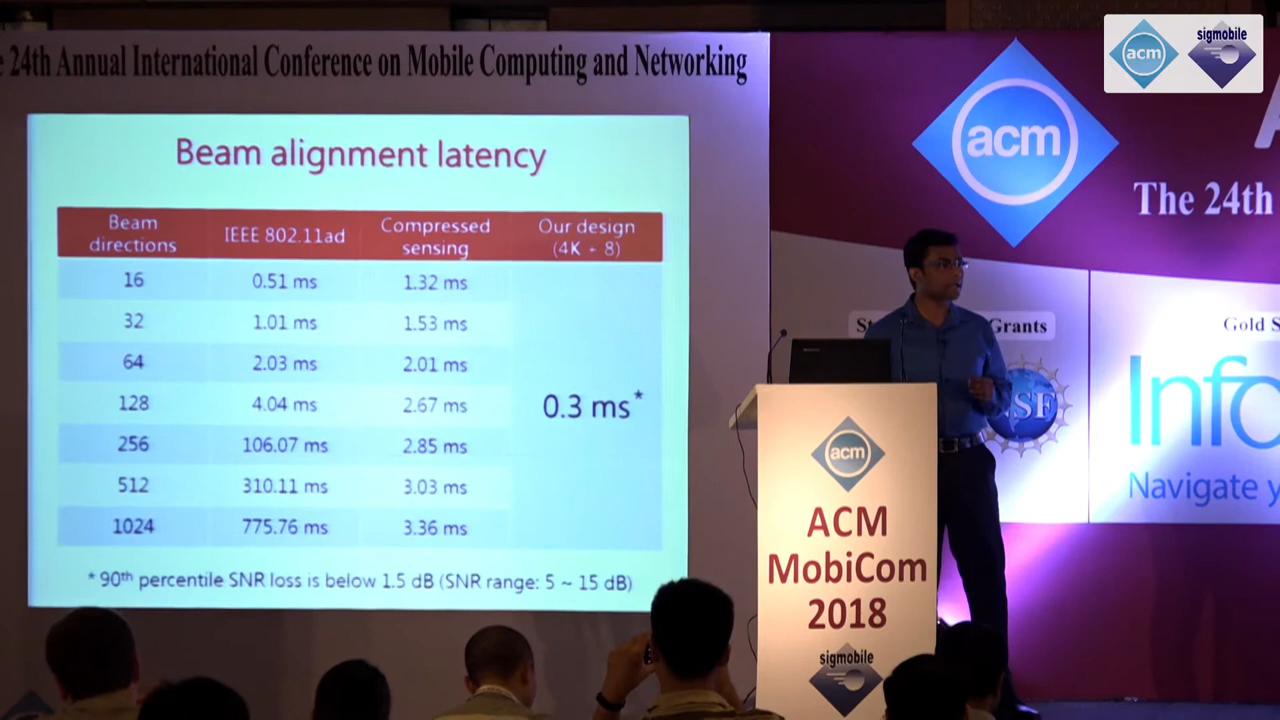 24th Annual International Conference on Mobile Computing and Networking
Beam alignment latency
Beam directions IEEE 802.11ad Compressed sensing Our design (4K - 8)
16 0.51 ms 1.32 ms
32 1.01 ms 1.53 ms
64 2.03 ms 2.01 ms
128 4.04 ms 2.67 ms 0.3 ms*
256 106.07 ms 2.85 ms
512 310.11 ms 3.03 ms
1024 775.76 ms 3.36 ms
* 90th percentile SNR loss is below 1.5 dB (SNR range: 5 ~ 15 dB)
acm
sigmobile
acm
The 24th
Grants
Gold S
NSF
Info
Navigate y
acm
ACM
MobiCom
2018
sigmobile